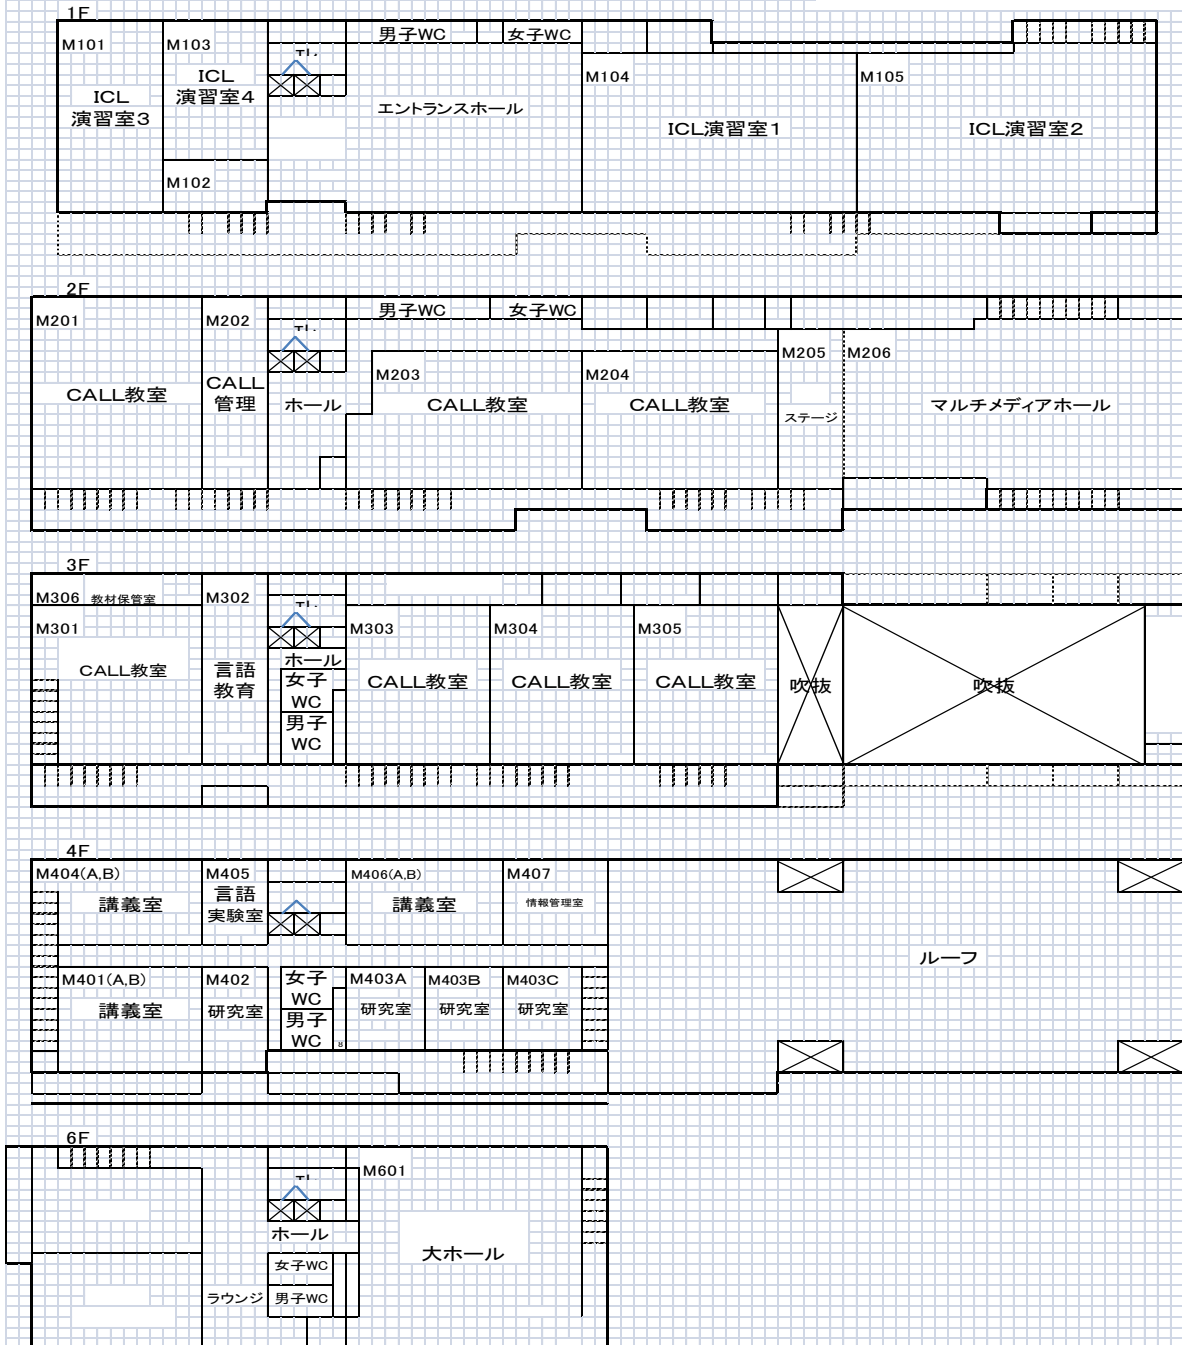 1F
男子WC
女子WC
M101
M103
ICL
演習室3
ICL
演習室4
エントランスホール
M104
M105
ICL演習室1
ICL演習室2
M102
2F
男子WC
女子WC
M201
M202
M203
M204
M205
M206
CALL教室
CALL
管理
ホール
CALL教室
CALL教室
ステージ
マルチメディアホール
3F
M306 教材保管室
M302
M301
M303
M304
M305
CALL教室
言語
教育
ホール
女子
WC
男子
WC
CALL教室
CALL教室
CALL教室
吹抜
吹抜
4F
M404(A,B)
講義室
M405
言語
実験室
M406(A,B)
講義室
M407
情報管理室
ルーフ
M401(A,B)
講義室
M402
研究室
女子
WC
男子
WC
M403A
研究室
M403B
研究室
M403C
研究室
6F
M601
ホール
大ホール
女子WC
ラウンジ
男子WC